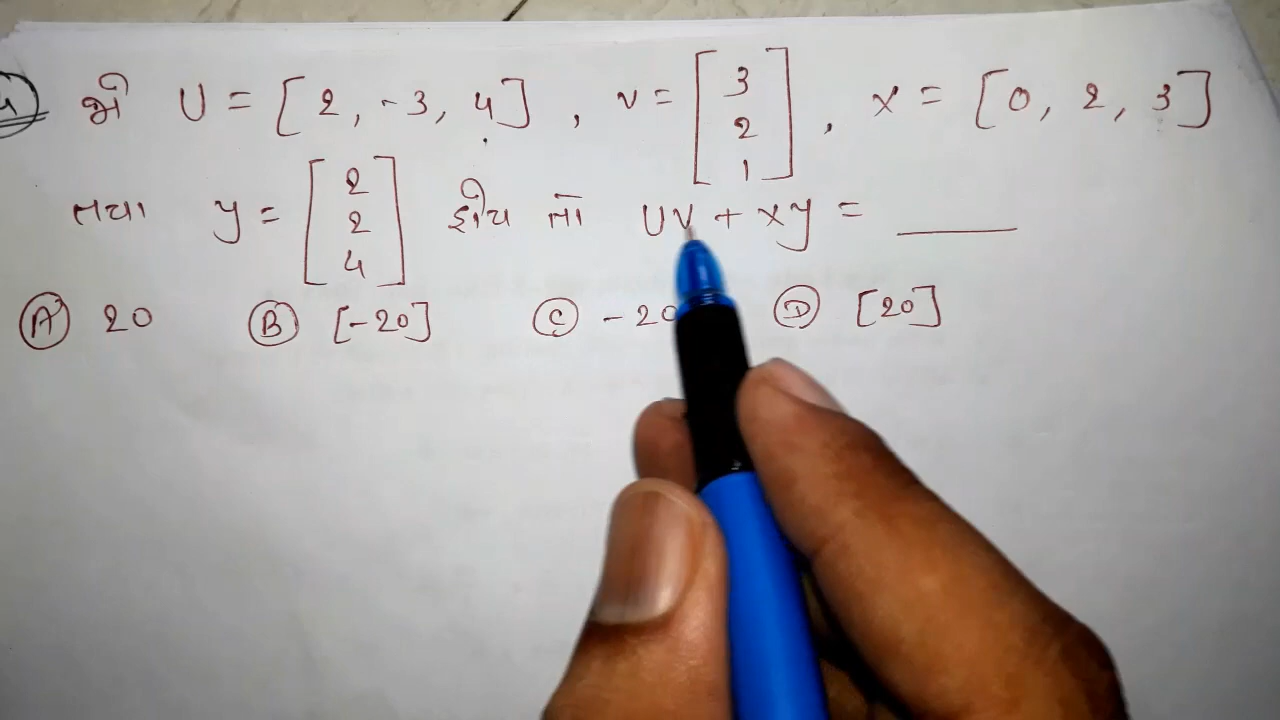 જો U = [2, -3, 4], v = [3 2 1], x = [0, 2, 3]
તથા y = [2 2 4] હોય તો UV + xy = ______
(A) 20 (B) [-20] (C) -20 (D) [20]